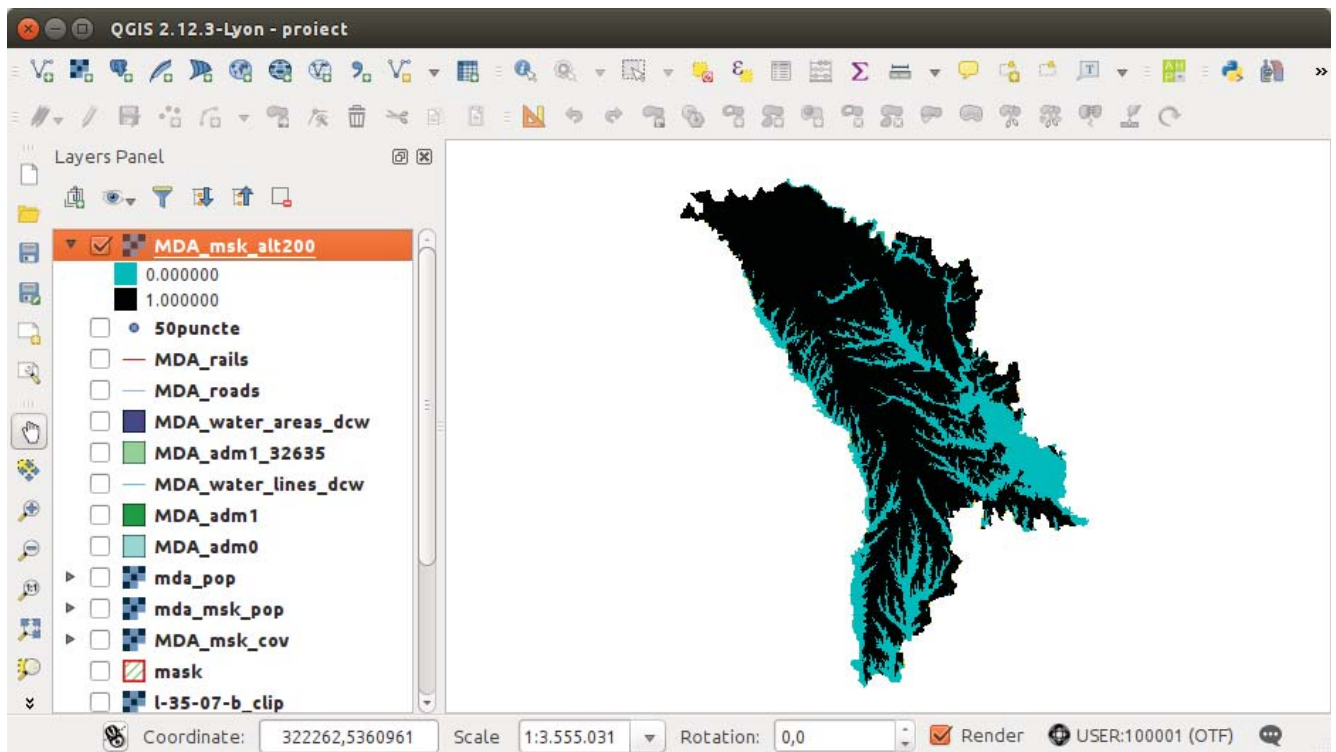 QGIS 2.12.3-Lyon - proiect
Layers Panel
MDA_msk_alt200
0.000000
1.000000
50puncte
MDA_rails
MDA_roads
MDA_water_areas_dcw
MDA_adm1_32635
MDA_water_lines_dcw
MDA_adm1
MDA_adm0
mda_pop
mda_msk_pop
MDA_msk_cov
mask
l-35-07-b_clip
Coordinate: 322262,5360961 Scale 1:3.555.031 Rotation: 0,0 Render USER:100001 (OTF)